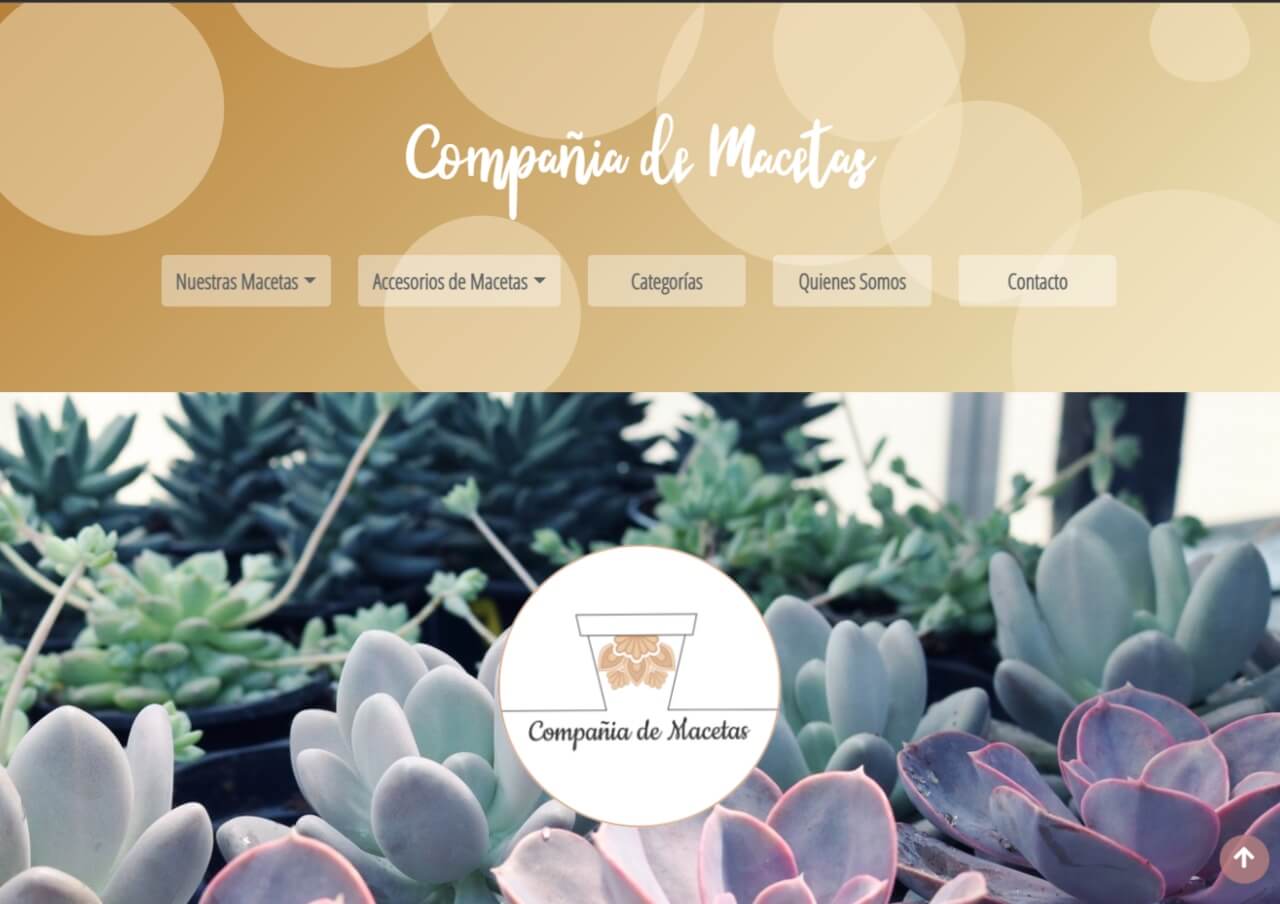 Compañia de Macetas
Nuestras Macetas
Accesorios de Macetas
Categorías
Quienes Somos
Contacto
Compañia de Macetas